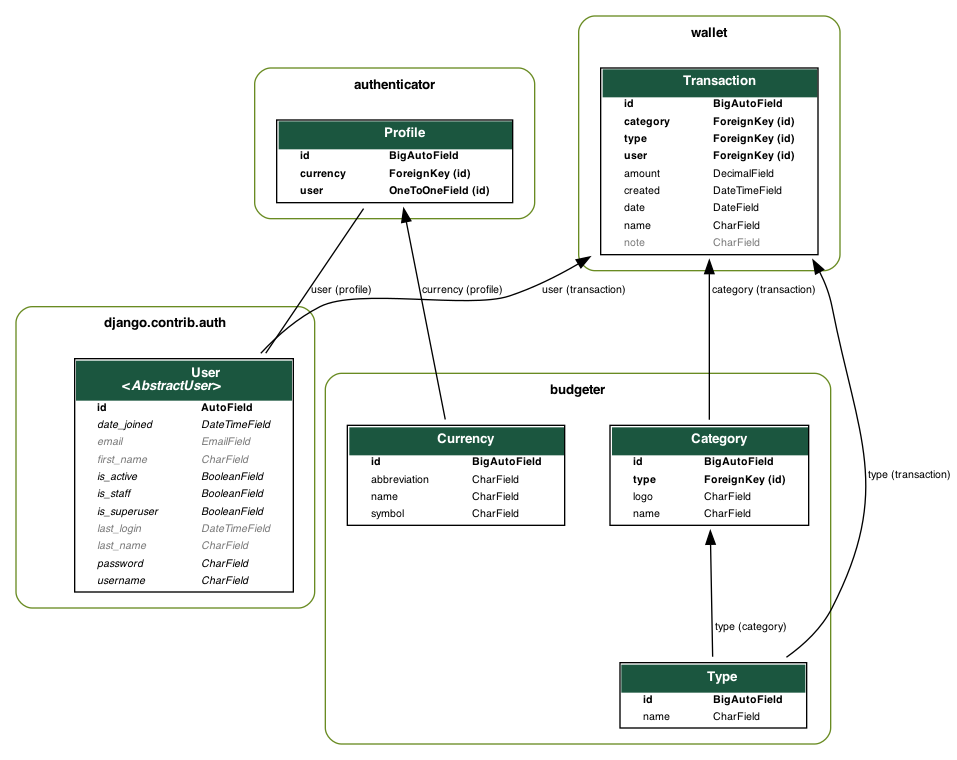 wallet
Transaction
id BigAutoField
category ForeignKey (id)
type ForeignKey (id)
user ForeignKey (id)
amount DecimalField
created DateTimeField
date DateField
name CharField
note CharField
authenticator
Profile
id BigAutoField
currency ForeignKey (id)
user OneToOneField (id)
user (profile)
currency (profile)
user (transaction)
category (transaction)
django.contrib.auth
User
<AbstractUser>
id AutoField
date_joined DateTimeField
email EmailField
first_name CharField
is_active BooleanField
is_staff BooleanField
is_superuser BooleanField
last_login DateTimeField
last_name CharField
password CharField
username CharField
budgeter
Currency
id BigAutoField
abbreviation CharField
name CharField
symbol CharField
Category
id BigAutoField
type ForeignKey (id)
logo CharField
name CharField
type (transaction)
type (category)
Type
id BigAutoField
name CharField